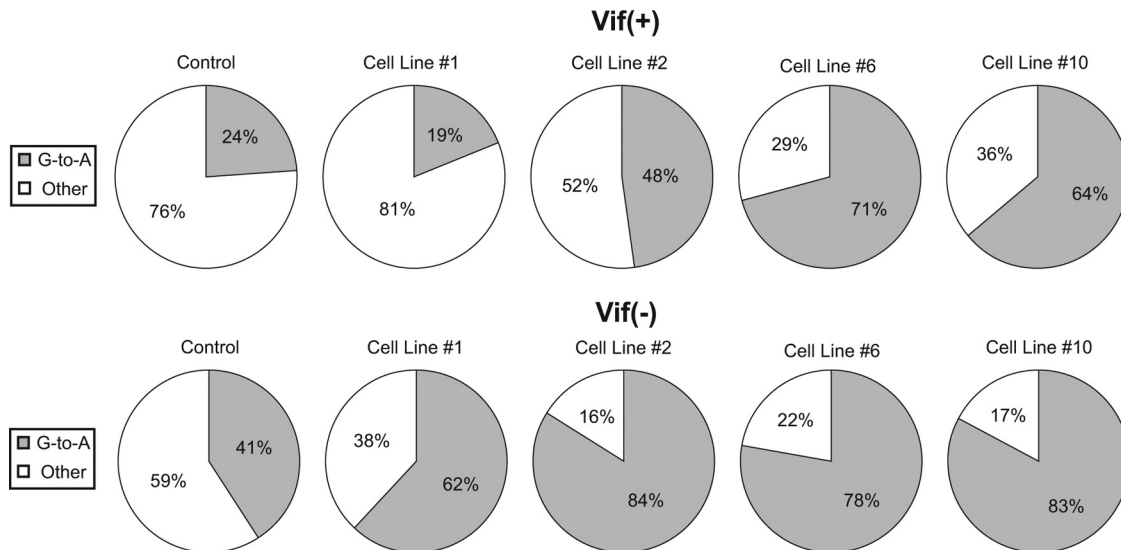 Vif(+)
Control
Cell Line #1
Cell Line #2
Cell Line #6
Cell Line #10
G-to-A
Other
24%
76%
19%
81%
52%
48%
29%
71%
36%
64%
Vif(-)
Control
Cell Line #1
Cell Line #2
Cell Line #6
Cell Line #10
G-to-A
Other
41%
59%
38%
62%
16%
84%
22%
78%
17%
83%